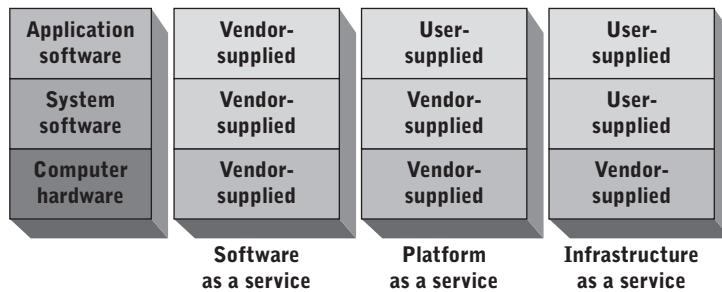 Application
software
Vendor-
supplied
User-
supplied
User-
supplied
System
software
Vendor-
supplied
Vendor-
supplied
User-
supplied
Computer
hardware
Vendor-
supplied
Vendor-
supplied
Vendor-
supplied
Software
as a service
Platform
as a service
Infrastructure
as a service